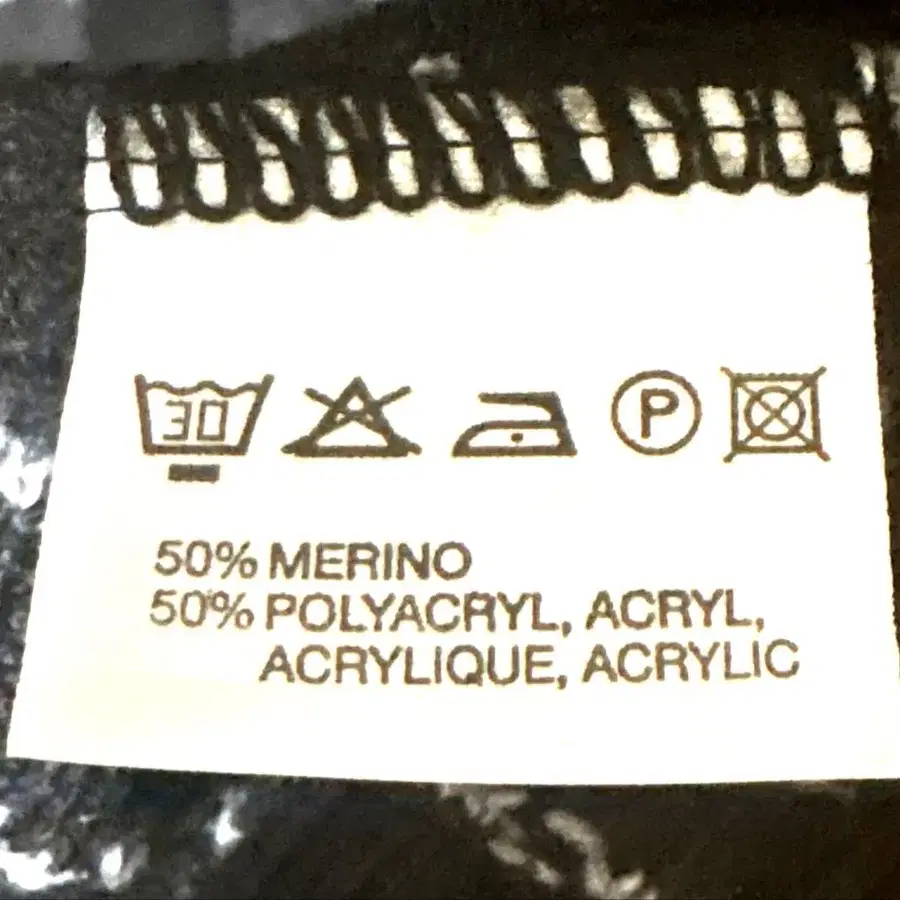 30 P
50% MERINO
50% POLYACRYL, ACRYL,
ACRYLIQUE, ACRYLIC